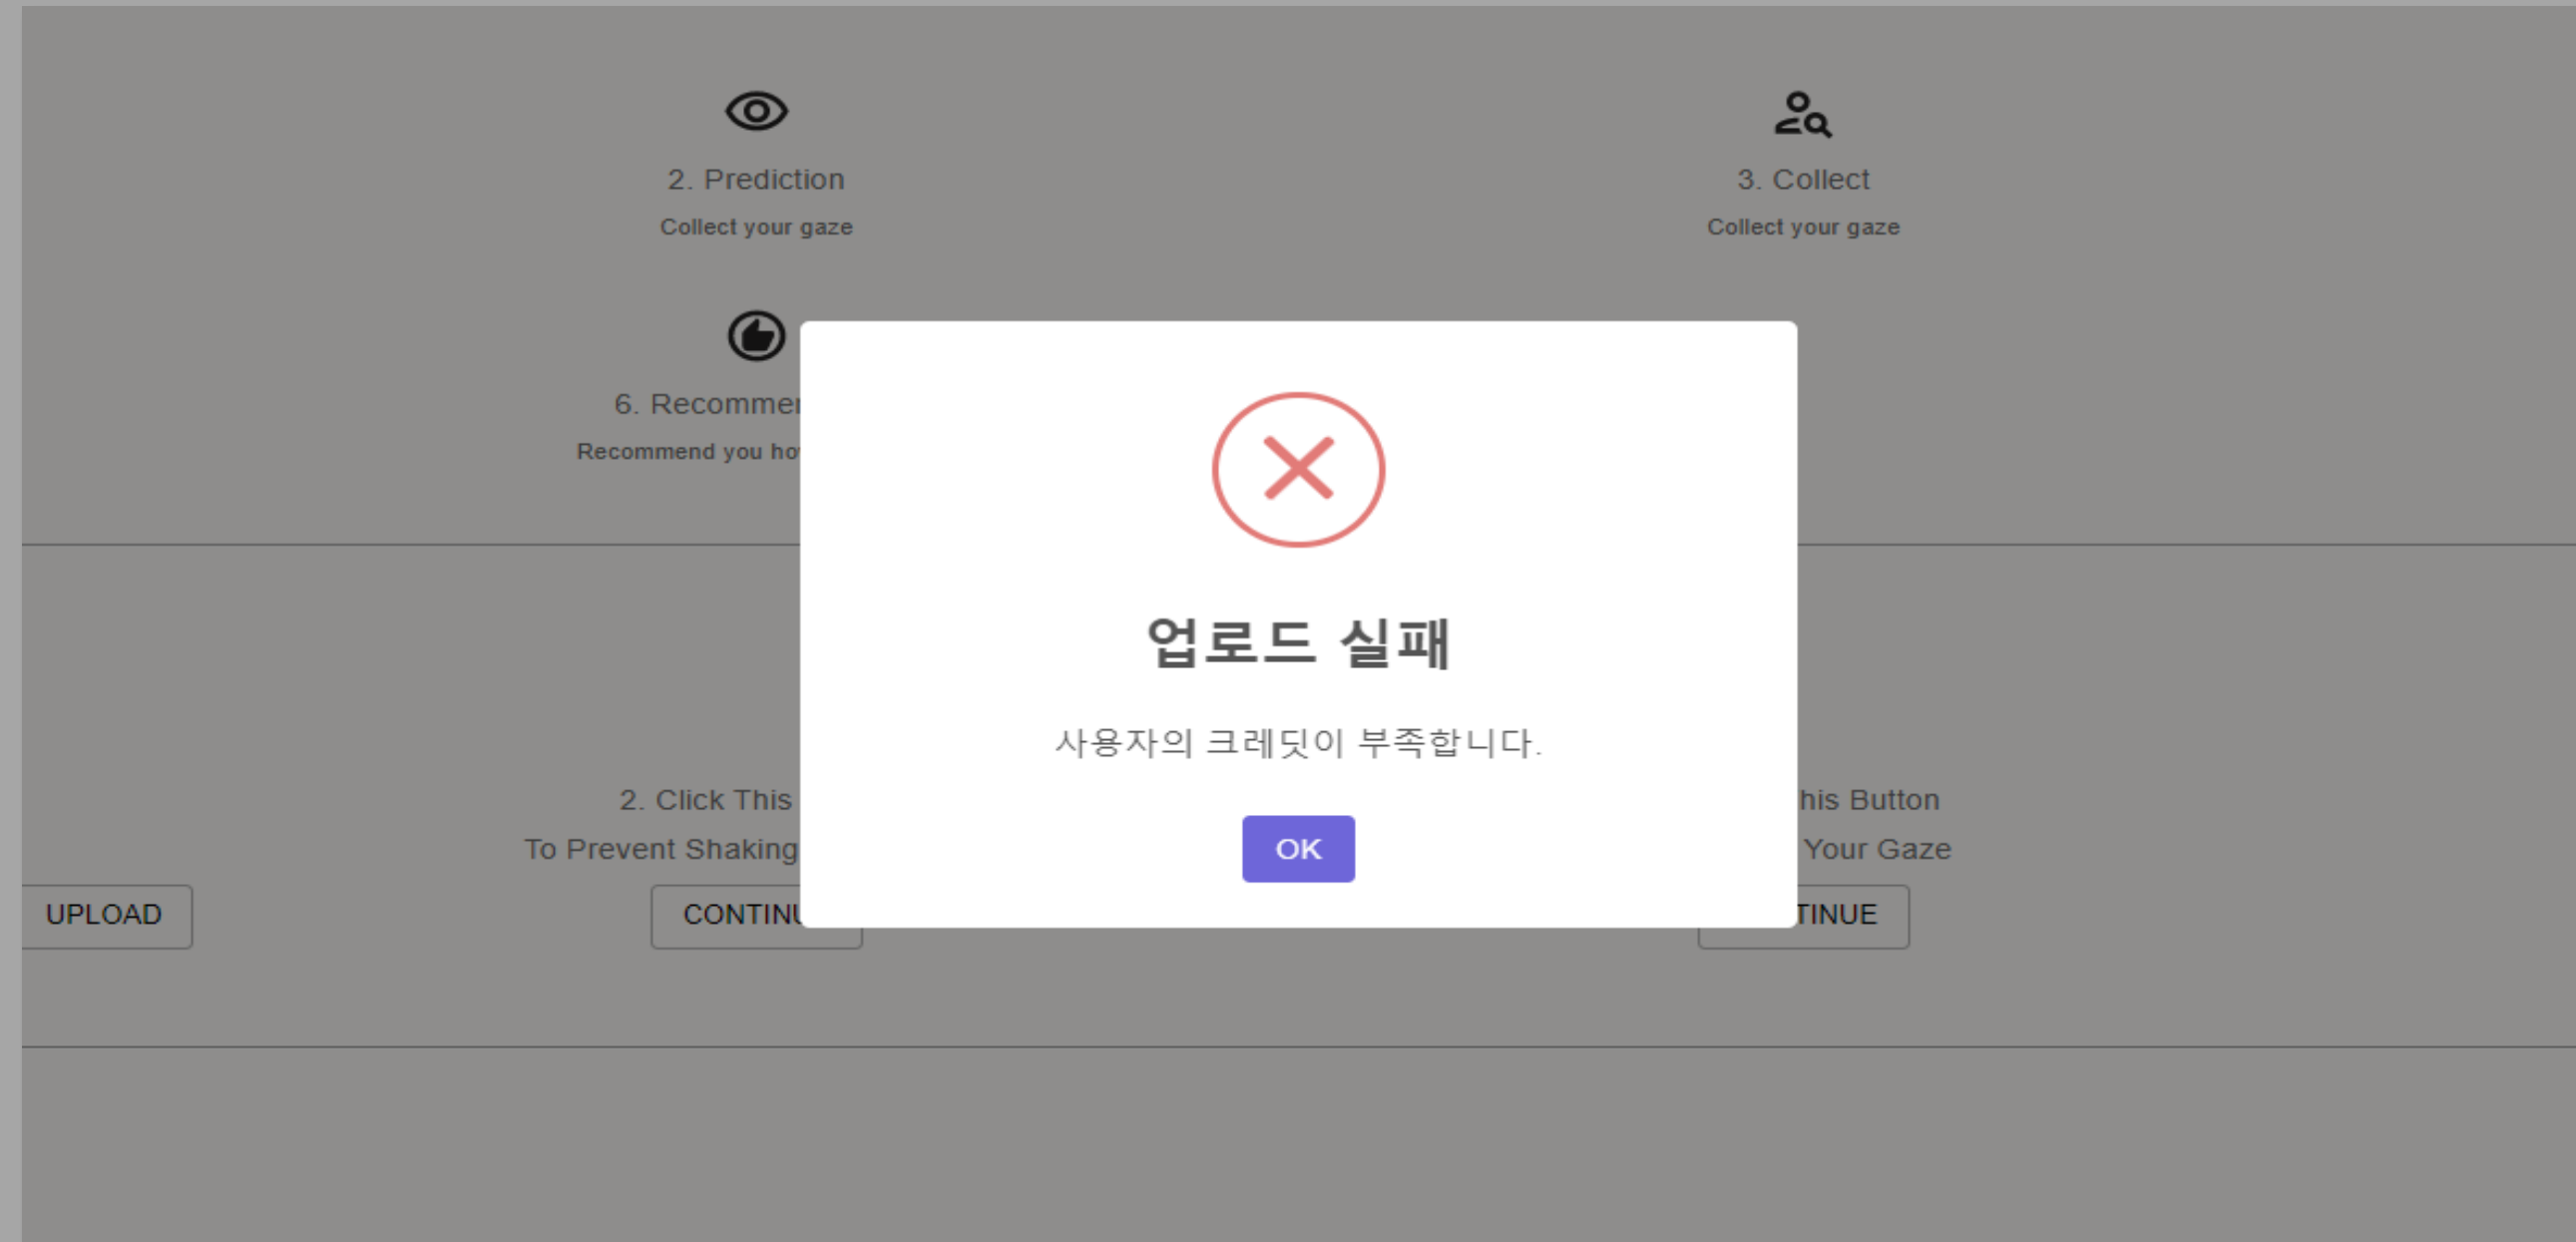 2. Prediction
Collect your gaze
3. Collect
Collect your gaze
6. Recommen
Recommend you ho
업로드 실패
사용자의 크레딧이 부족합니다.
OK
2. Click This
To Prevent Shaking
UPLOAD
CONTINU
his Button
Your Gaze
TINUE